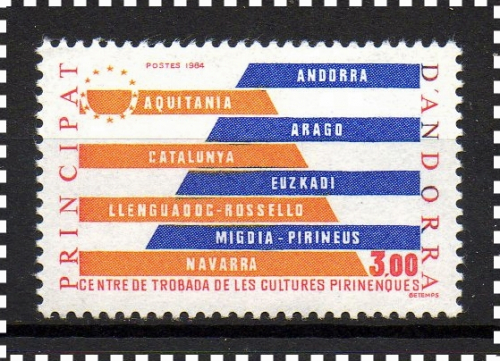 PRINCIPAT
D'ANDORRA
POSTES 1984
ANDORRA
AQUITANIA
ARAGO
CATALUNYA
EUZKADI
LLENGUADOC-ROSSELLO
MIGDIA-PIRINEUS
NAVARRA
3,00
CENTRE DE TROBADA DE LES CULTURES PIRINENQUES
BETEMPS